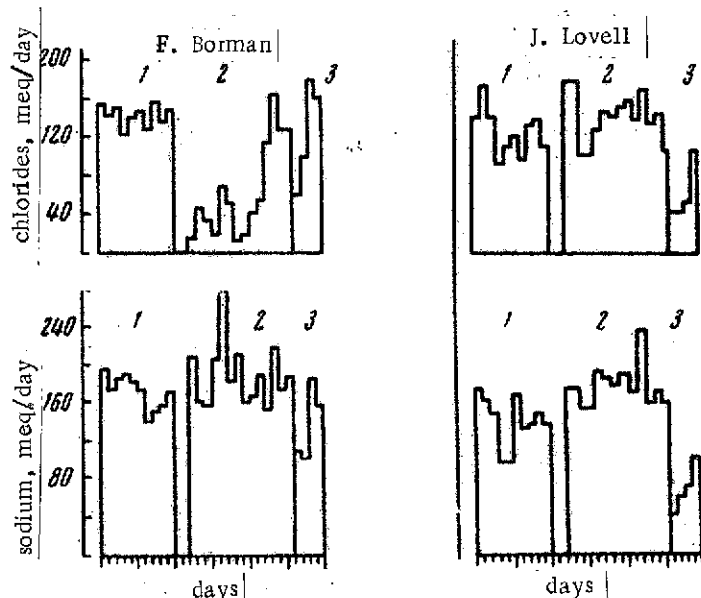 F. Borman
J. Lovell
chlorides, meq/day
200
120
40
1 2 3
1 2 3
sodium, meq/day
240
160
80
1 2 3
1 2 3
days
days